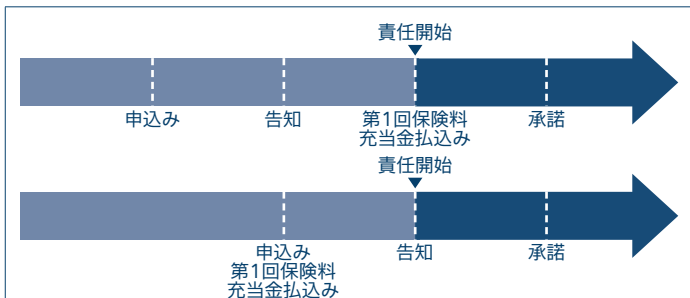 責任開始
申込み
告知
第1回保険料
充当金払込み
承諾
責任開始
申込み
第1回保険料
充当金払込み
告知
承諾